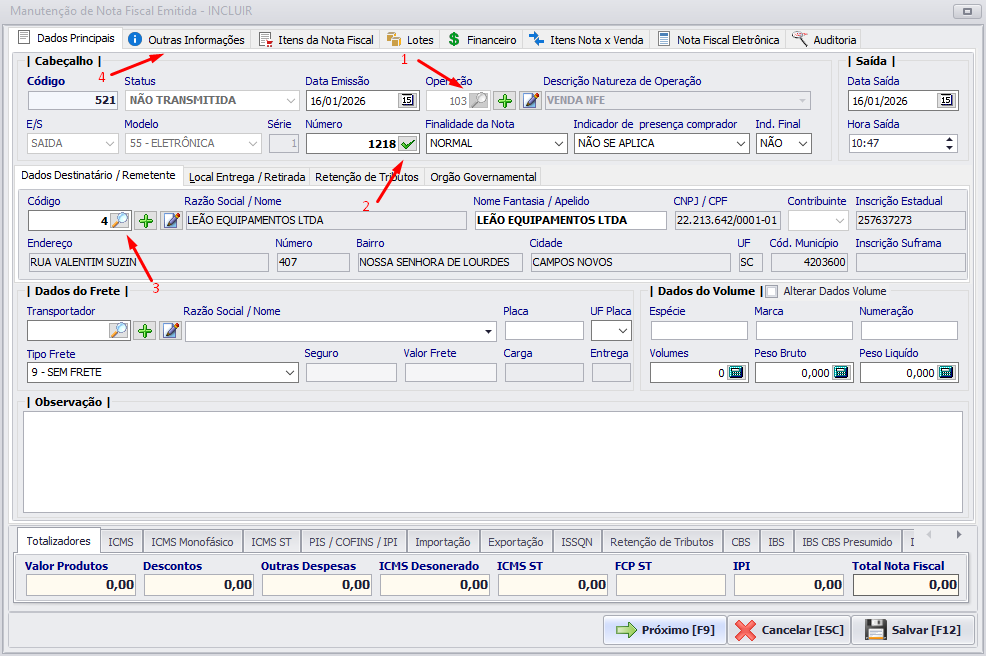 Manutenção de Nota Fiscal Emitida - INCLUIR
Dados Principais Outras Informações Itens da Nota Fiscal Lotes Financeiro Itens Nota x Venda Nota Fiscal Eletrônica Auditoria
| Cabeçalho | 4 1 | Saída |
Código Status Data Emissão Operação Descrição Natureza de Operação Data Saída
521 NÃO TRANSMITIDA 16/01/2026 15 103 VENDA NFE 16/01/2026 15
E/S Modelo Série Número Finalidade da Nota Indicador de presença comprador Ind. Final Hora Saída
SAIDA 55 - ELETRÔNICA 1 1218 NORMAL NÃO SE APLICA NÃO 10:47
Dados Destinatário / Remetente Local Entrega / Retirada Retenção de Tributos Orgão Governamental
Código Razão Social / Nome 2 Nome Fantasia / Apelido CNPJ / CPF Contribuinte Inscrição Estadual
4 LEÃO EQUIPAMENTOS LTDA LEÃO EQUIPAMENTOS LTDA 22.213.642/0001-01 257637273
Endereço Número Bairro Cidade UF Cód. Município Inscrição Suframa
RUA VALENTIM SUZIN 407 NOSSA SENHORA DE LOURDES CAMPOS NOVOS SC 4203600
3
| Dados do Frete | | Dados do Volume | Alterar Dados Volume
Transportador Razão Social / Nome Placa UF Placa Espécie Marca Numeração
Tipo Frete Seguro Valor Frete Carga Entrega Volumes Peso Bruto Peso Líquido
9 - SEM FRETE 0 0,000 0,000
| Observação |
Totalizadores ICMS ICMS Monofásico ICMS ST PIS / COFINS / IPI Importação Exportação ISSQN Retenção de Tributos CBS IBS IBS CBS Presumido I
Valor Produtos Descontos Outras Despesas ICMS Desonerado ICMS ST FCP ST IPI Total Nota Fiscal
0,00 0,00 0,00 0,00 0,00 0,00 0,00
Próximo [F9] Cancelar [ESC] Salvar [F12]